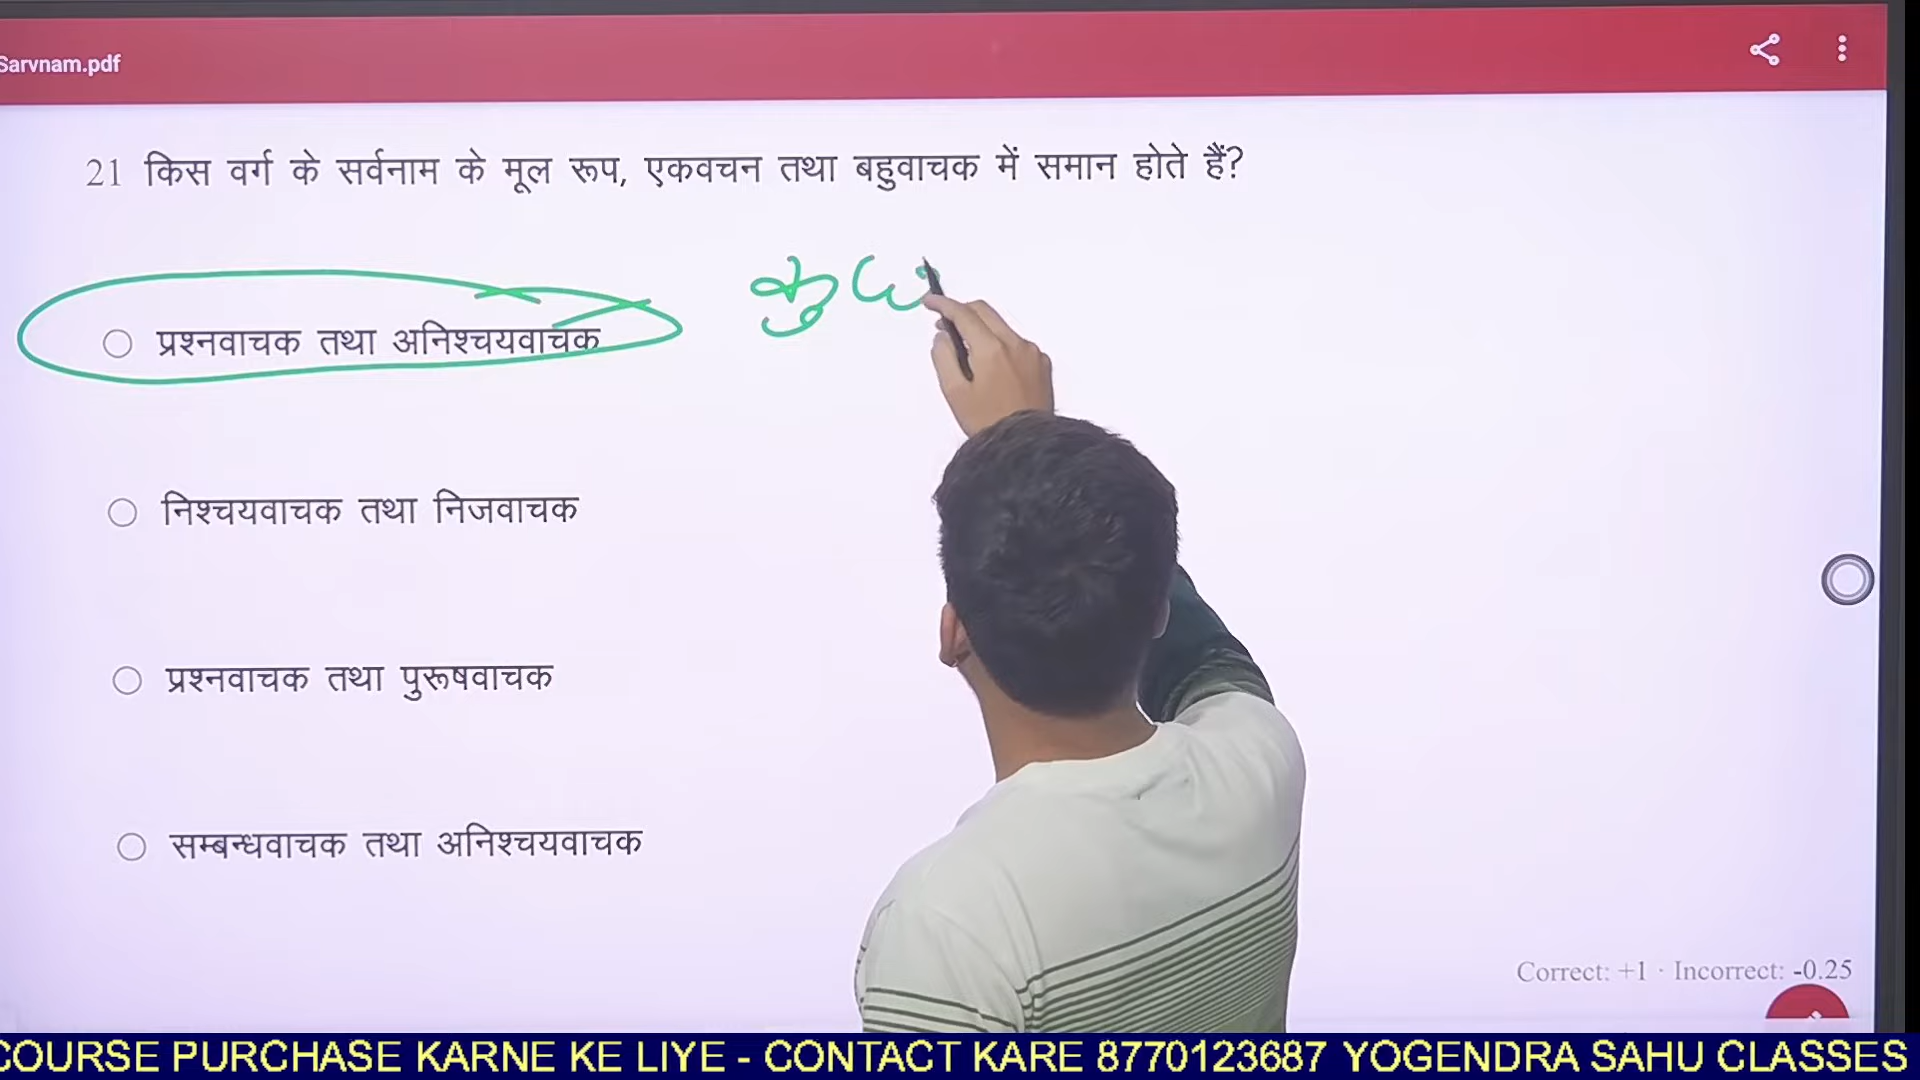 Sarvnam.pdf
21 किस वर्ग के सर्वनाम के मूल रूप, एकवचन तथा बहुवाचक में समान होते हैं?
प्रश्नवाचक तथा अनिश्चयवाचक
निश्चयवाचक तथा निजवाचक
प्रश्नवाचक तथा पुरूषवाचक
सम्बन्धवाचक तथा अनिश्चयवाचक
Correct: +1 · Incorrect: -0.25
COURSE PURCHASE KARNE KE LIYE - CONTACT KARE 8770123687 YOGENDRA SAHU CLASSES